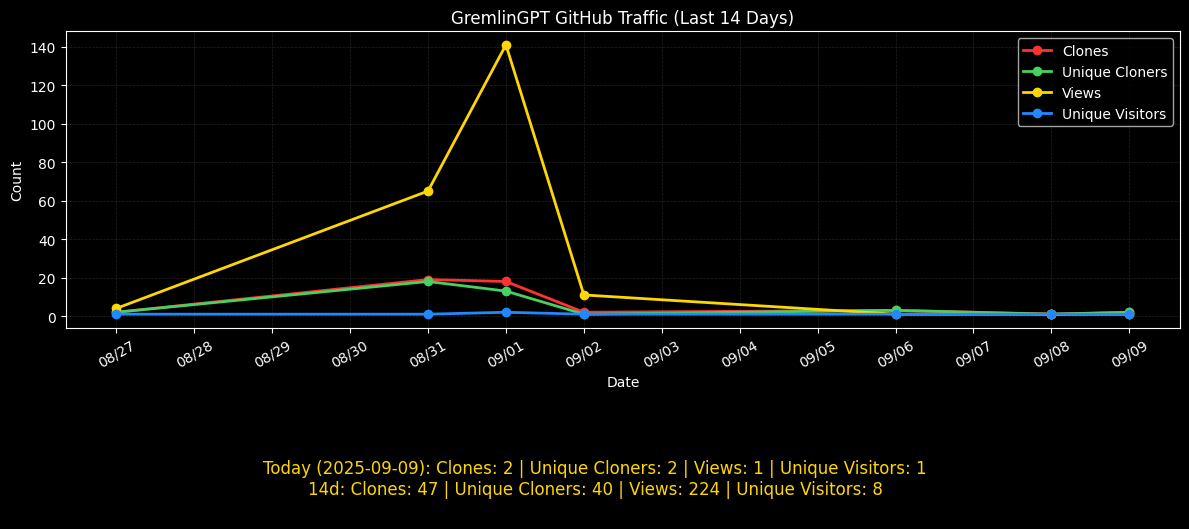 GremlinGPT GitHub Traffic (Last 14 Days)
Clones
Unique Cloners
Views
Unique Visitors
Count
140
120
100
80
60
40
20
0
08/27
08/28
08/29
08/30
08/31
09/01
09/02
09/03
09/04
09/05
09/06
09/07
09/08
09/09
Date
Today (2025-09-09): Clones: 2 | Unique Cloners: 2 | Views: 1 | Unique Visitors: 1
14d: Clones: 47 | Unique Cloners: 40 | Views: 224 | Unique Visitors: 8